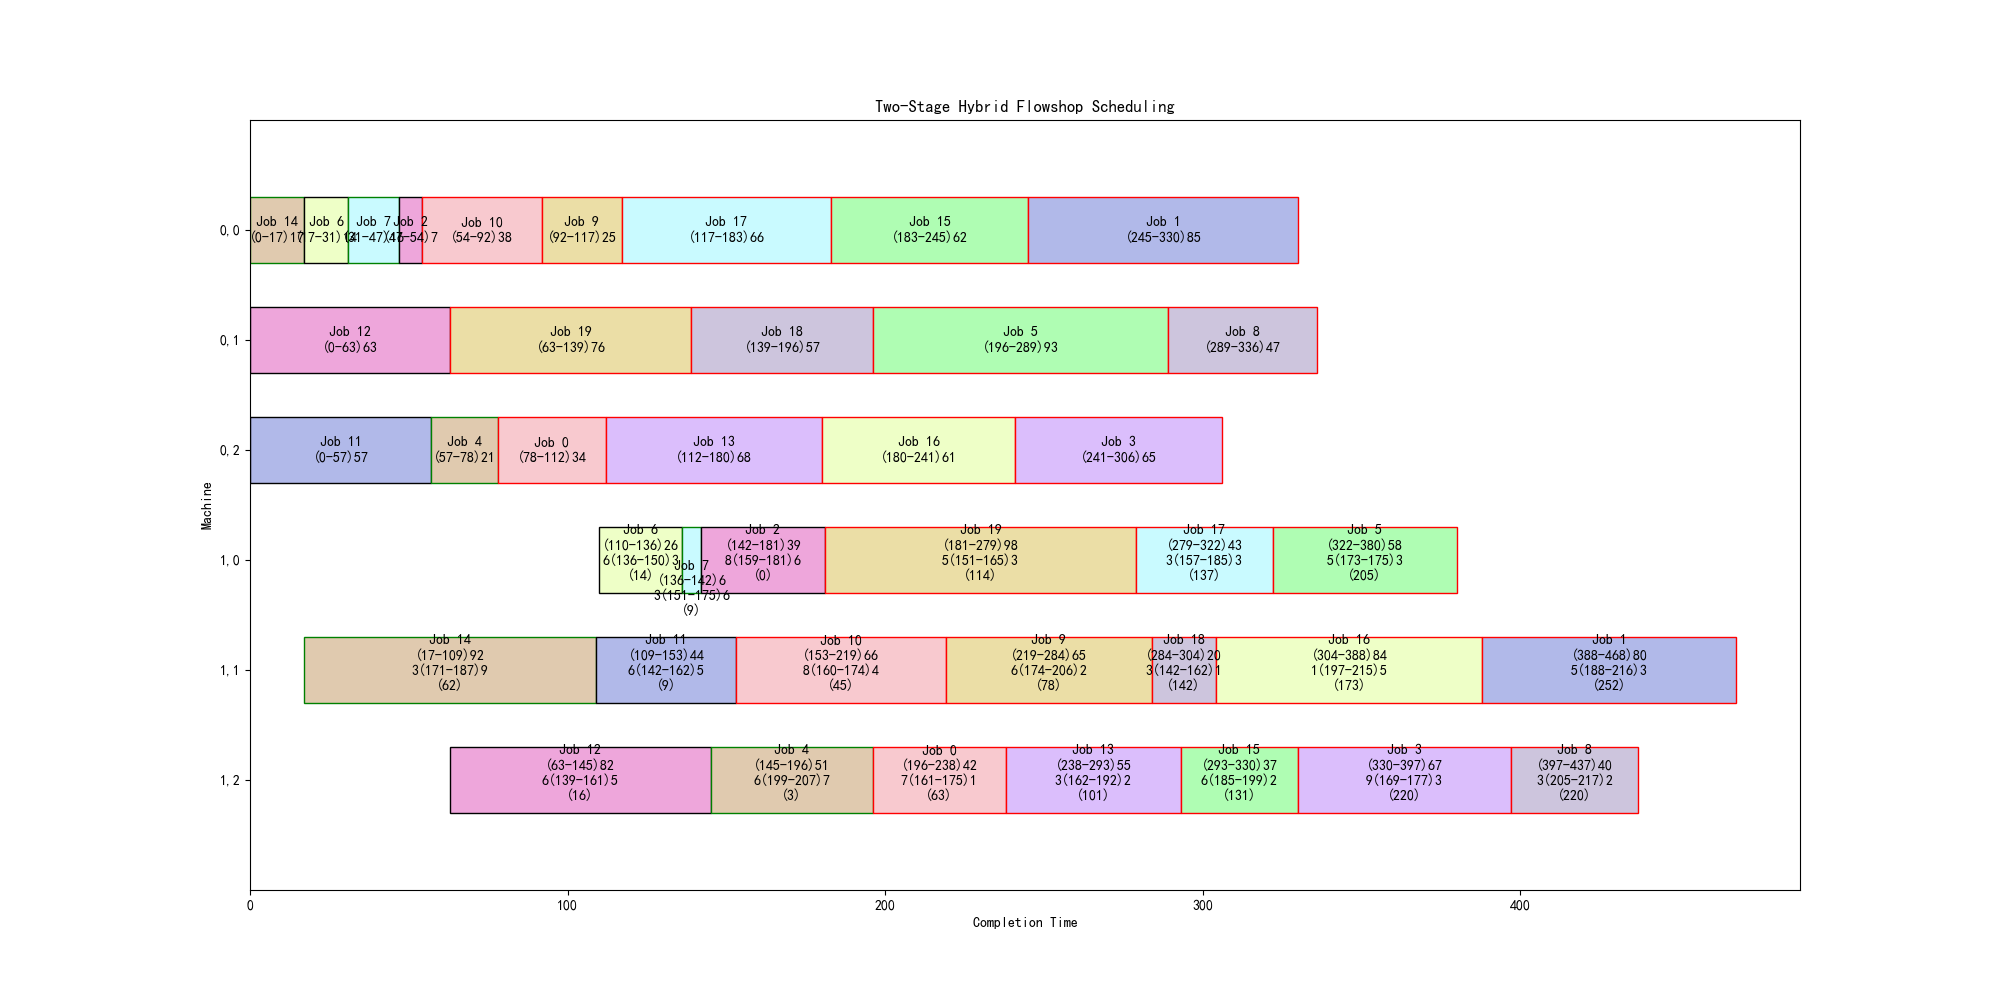 Two-Stage Hybrid Flowshop Scheduling
0,0
Job 14
(0-17)17
Job 6
(17-31)14
Job 7
(31-47)16
Job 2
(47-54)7
Job 10
(54-92)38
Job 9
(92-117)25
Job 17
(117-183)66
Job 15
(183-245)62
Job 1
(245-330)85
0,1
Job 12
(0-63)63
Job 19
(63-139)76
Job 18
(139-196)57
Job 5
(196-289)93
Job 8
(289-336)47
0,2
Job 11
(0-57)57
Job 4
(57-78)21
Job 0
(78-112)34
Job 13
(112-180)68
Job 16
(180-241)61
Job 3
(241-306)65
Machine
1,0
Job 6
(110-136)26
6(136-150)3
(14)
Job 7
(136-142)6
3(151-175)6
(9)
Job 2
(142-181)39
8(159-181)6
(0)
Job 19
(181-279)98
5(151-165)3
(114)
Job 17
(279-322)43
3(157-185)3
(137)
Job 5
(322-380)58
5(173-175)3
(205)
1,1
Job 14
(17-109)92
3(171-187)9
(62)
Job 11
(109-153)44
6(142-162)5
(9)
Job 10
(153-219)66
8(160-174)4
(45)
Job 9
(219-284)65
6(174-206)2
(78)
Job 18
(284-304)20
3(142-162)1
(142)
Job 16
(304-388)84
1(197-215)5
(173)
Job 1
(388-468)80
5(188-216)3
(252)
1,2
Job 12
(63-145)82
6(139-161)5
(16)
Job 4
(145-196)51
6(199-207)7
(3)
Job 0
(196-238)42
7(161-175)1
(63)
Job 13
(238-293)55
3(162-192)2
(101)
Job 15
(293-330)37
6(185-199)2
(131)
Job 3
(330-397)67
9(169-177)3
(220)
Job 8
(397-437)40
3(205-217)2
(220)
0
100
200
300
400
Completion Time